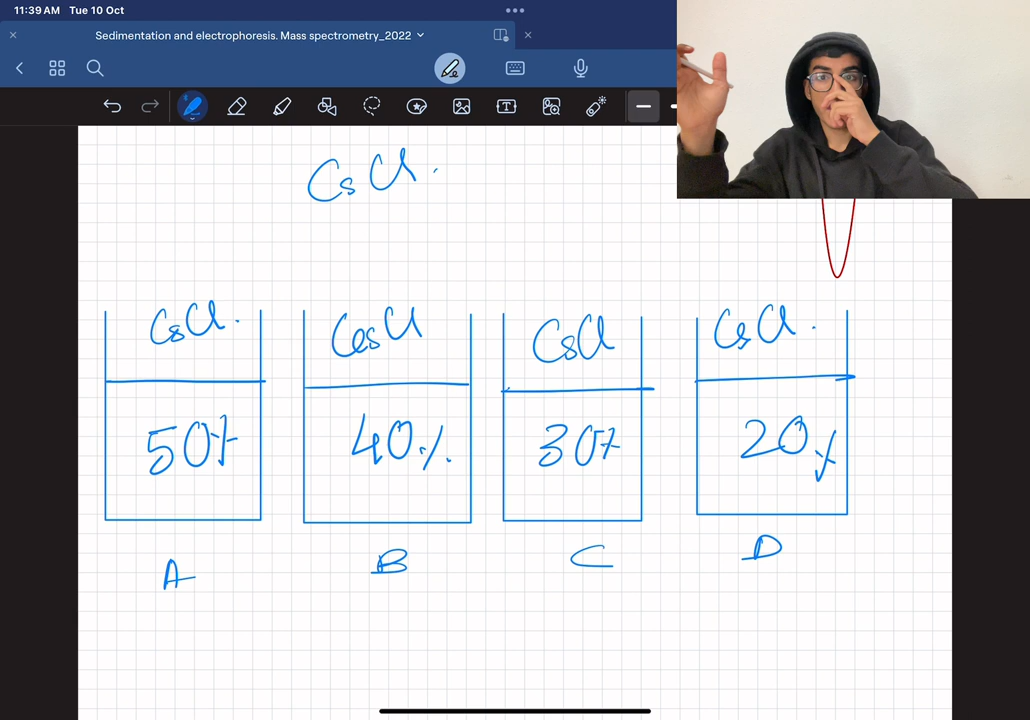 11:39 AM Tue 10 Oct
Sedimentation and electrophoresis. Mass spectrometry_2022
CsCl.
CsCl. CesCl CsCl CsCl.
50% 40%. 30% 20%
A B C D